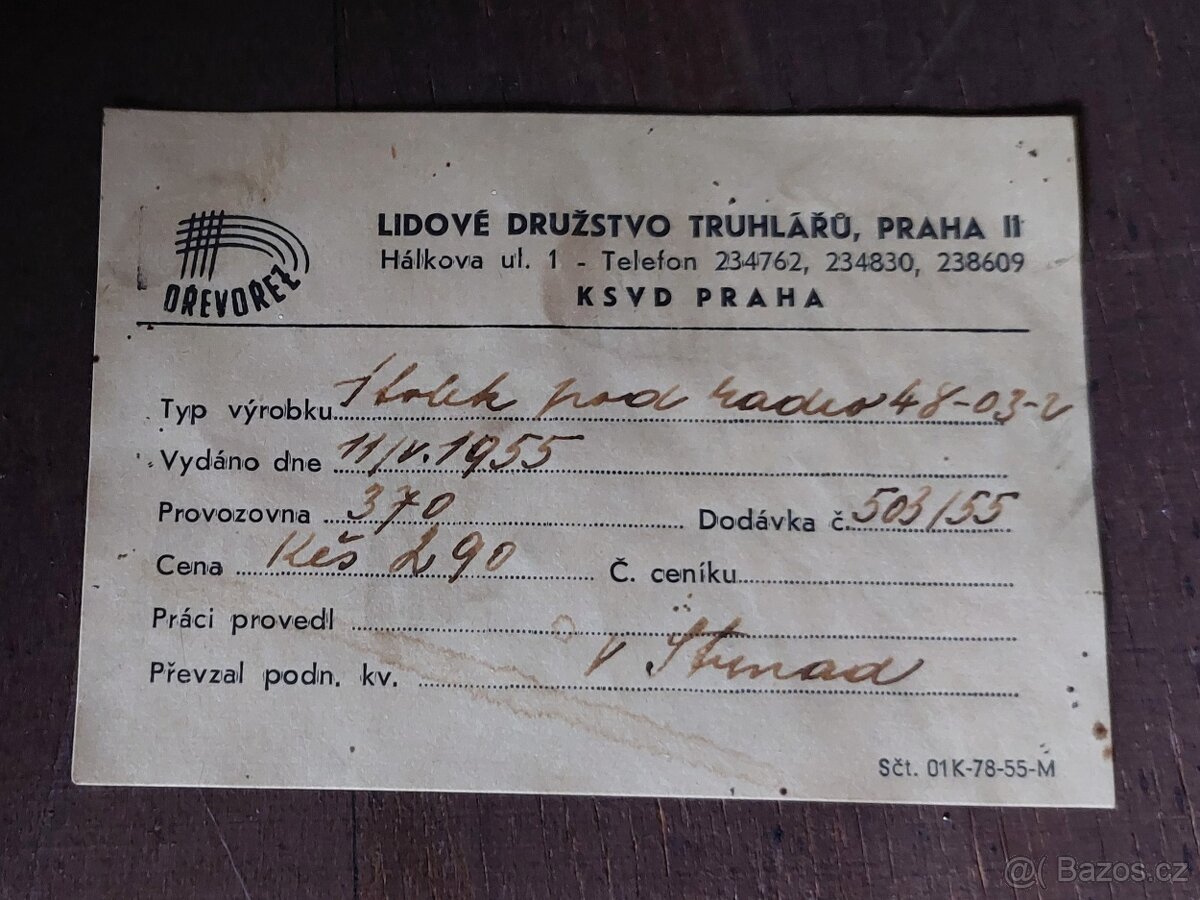 DŘEVOŘEZ
LIDOVÉ DRUŽSTVO TRUHLÁŘŮ, PRAHA II
Hálkova ul. 1 - Telefon 234762, 234830, 238609
KSVD PRAHA
Typ výrobku Stolek pod radio 48-03-2
Vydáno dne 11/V.1955
Provozovna 370 Dodávka č. 503/55
Cena Kčs 290 Č. ceníku
Práci provedl
Převzal podn. kv. v Strnad
Sčt. 01K-78-55-M
@( Bazos.cz